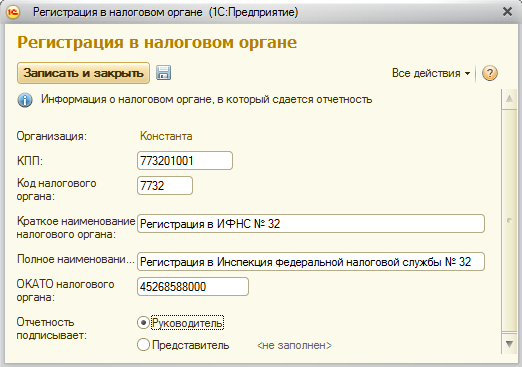 Регистрация в налоговом органе (1С:Предприятие)
Регистрация в налоговом органе
Записать и закрыть Все действия ?
Информация о налоговом органе, в который сдается отчетность
Организация: Константа
КПП: 773201001
Код налогового
органа: 7732
Краткое наименование
налогового органа: Регистрация в ИФНС № 32
Полное наименовани... Регистрация в Инспекция Федеральной налоговой службы № 32
ОКАТО налогового
органа: 45268588000
Отчетность
подписывает: Руководитель
Представитель <не заполнен>